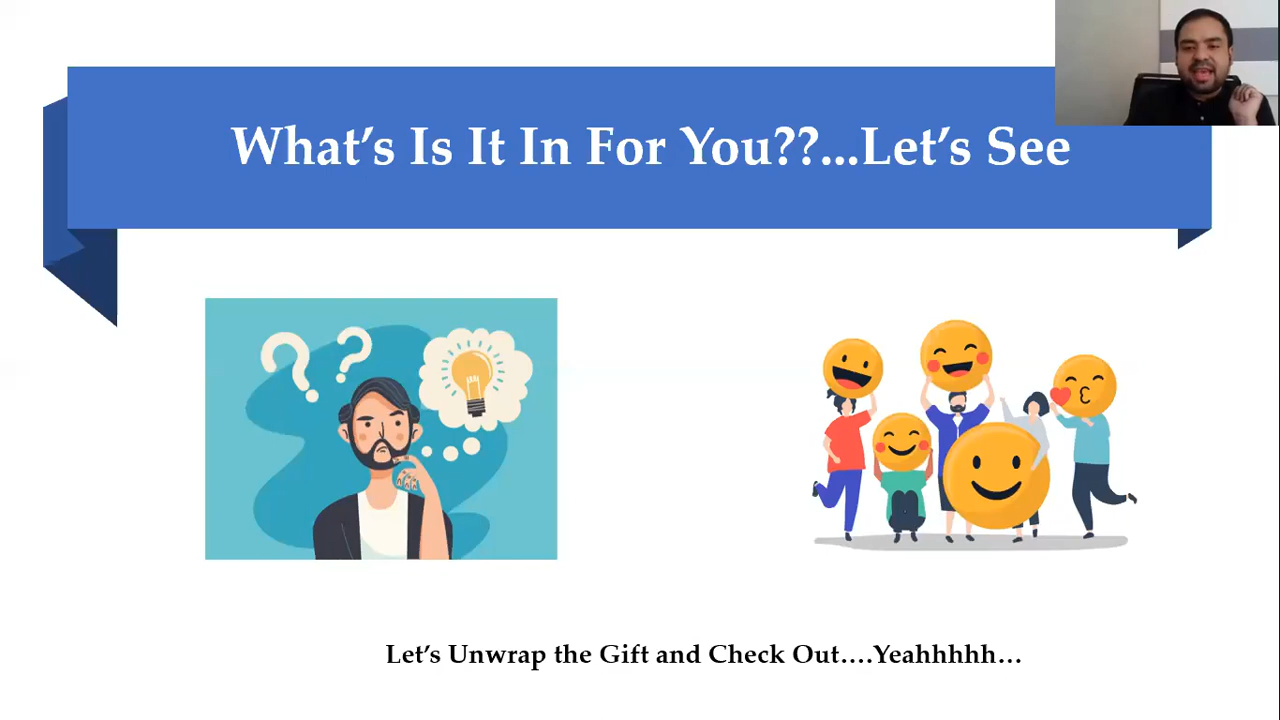 What's Is It In For You??...Let's See
Let's Unwrap the Gift and Check Out....Yeahhhhh...